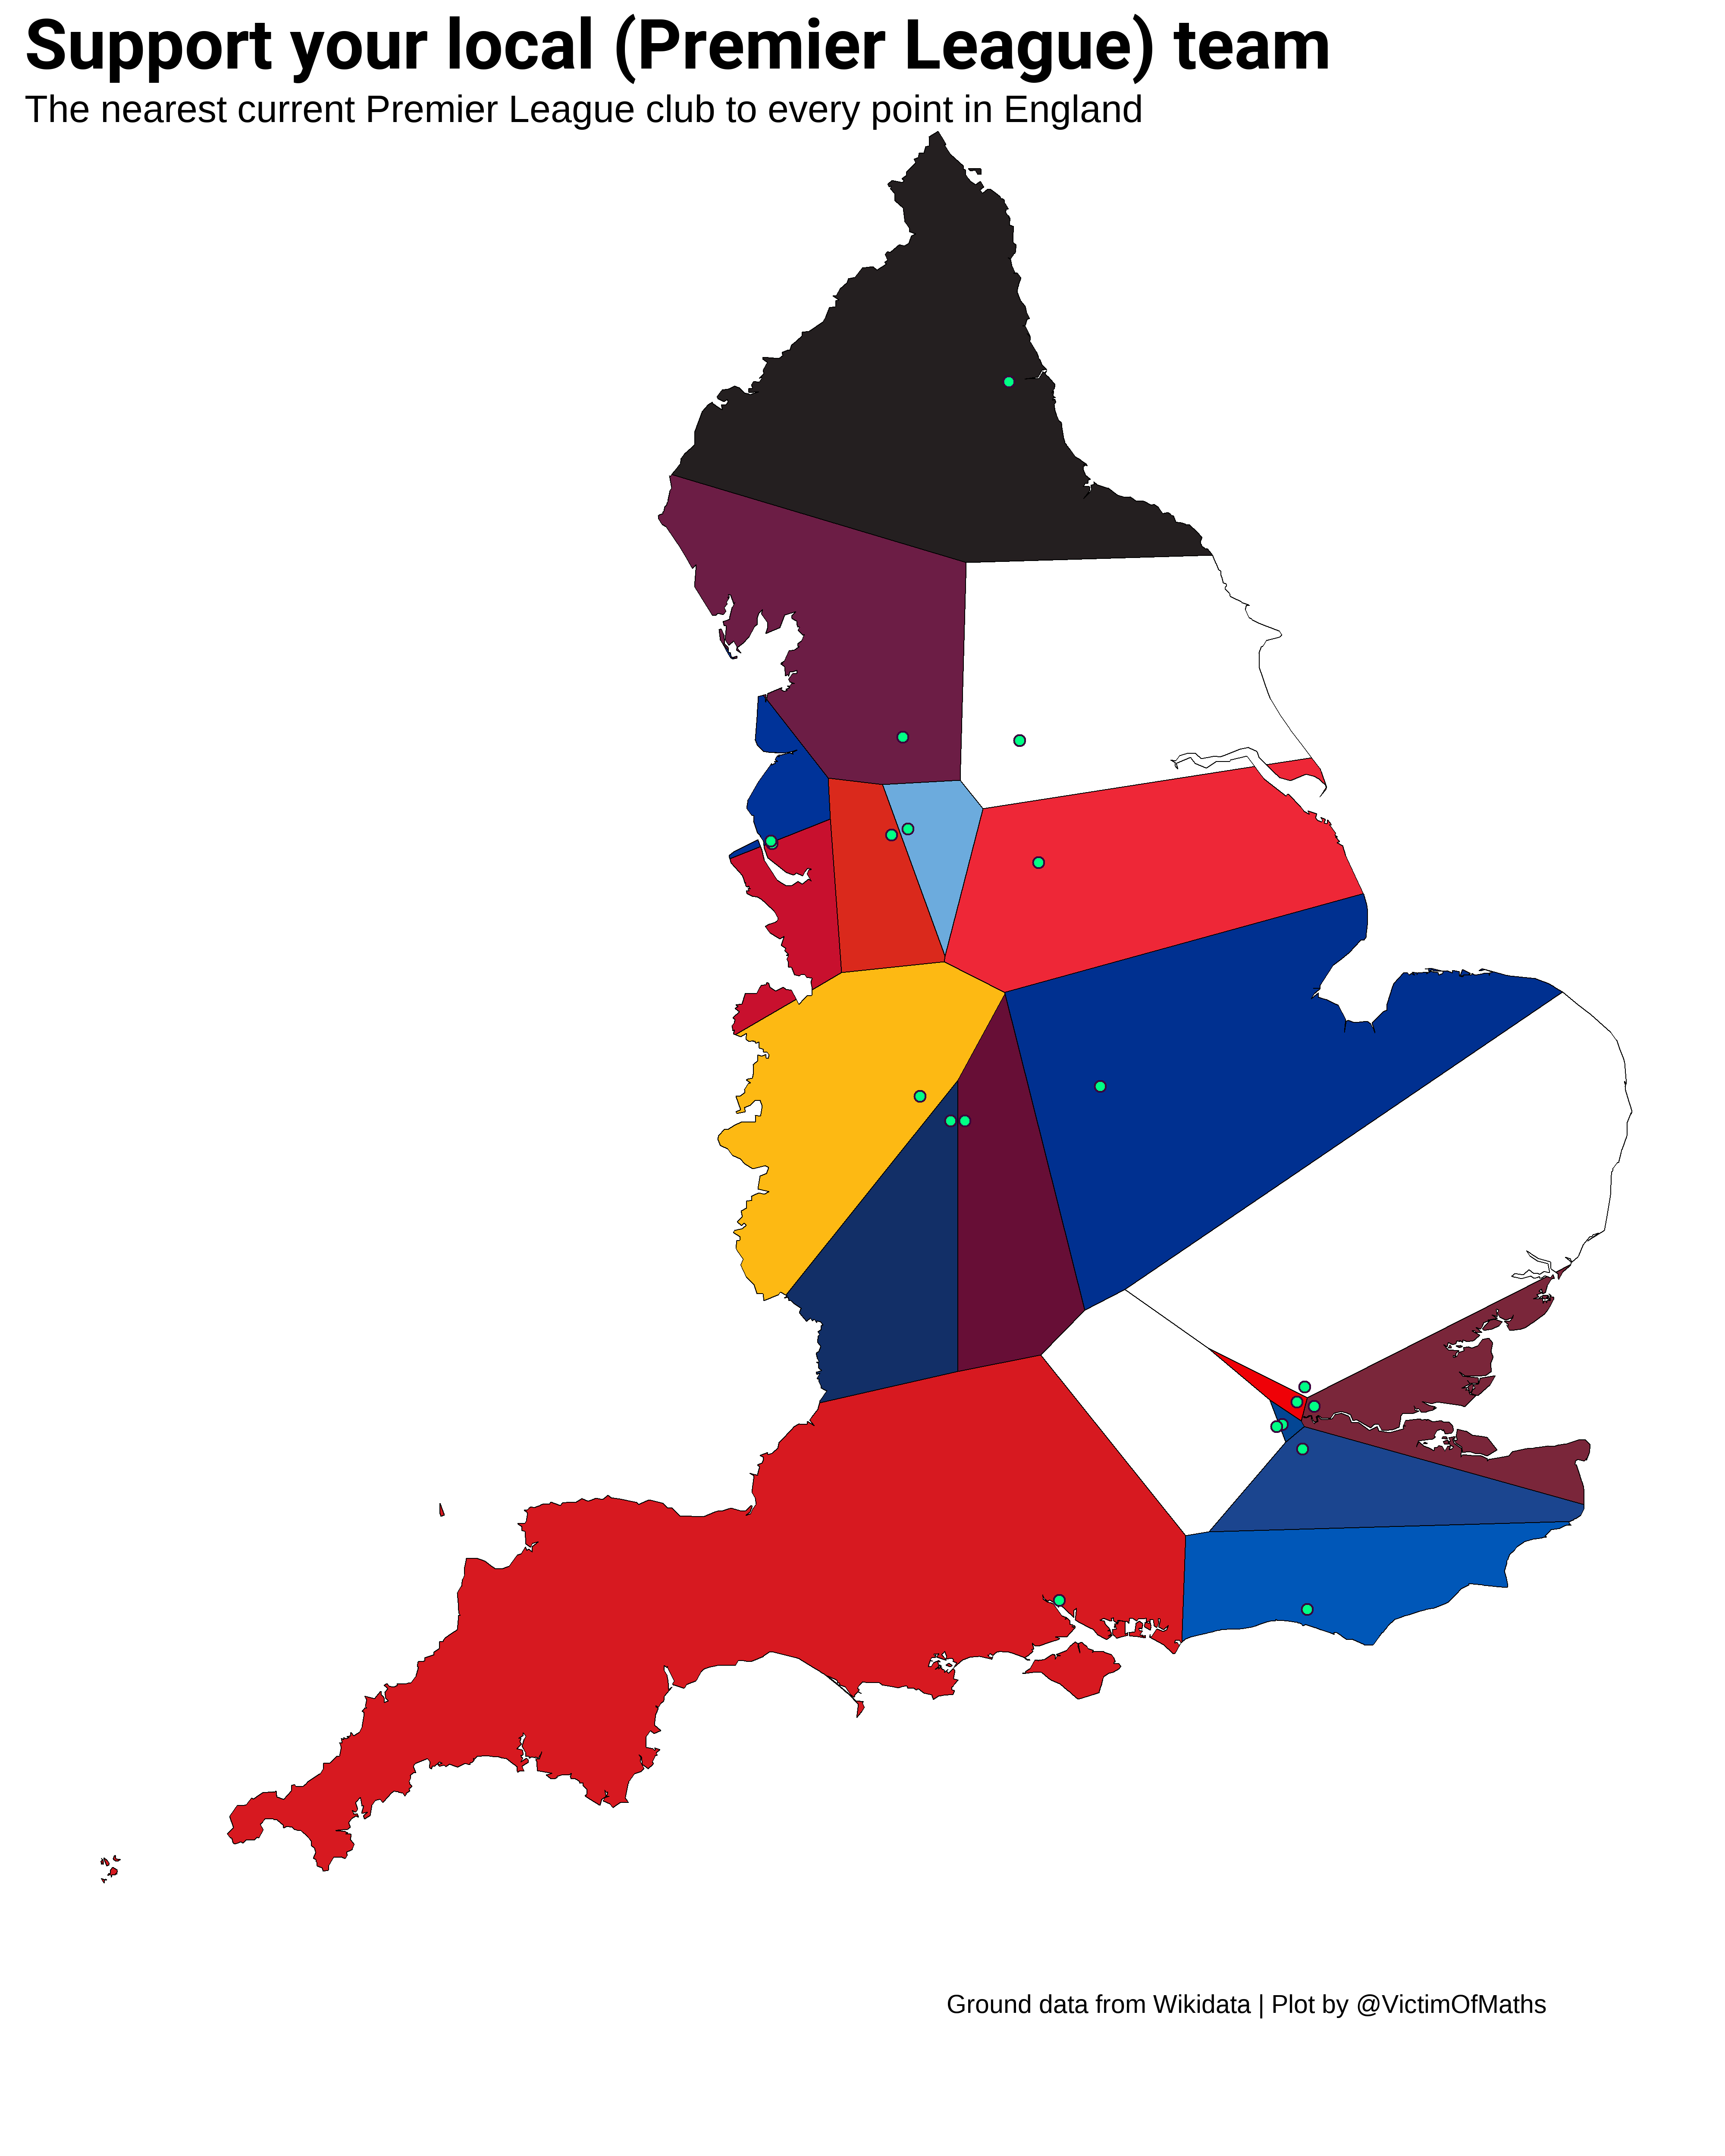 Support your local (Premier League) team
The nearest current Premier League club to every point in England
Ground data from Wikidata | Plot by @VictimOfMaths